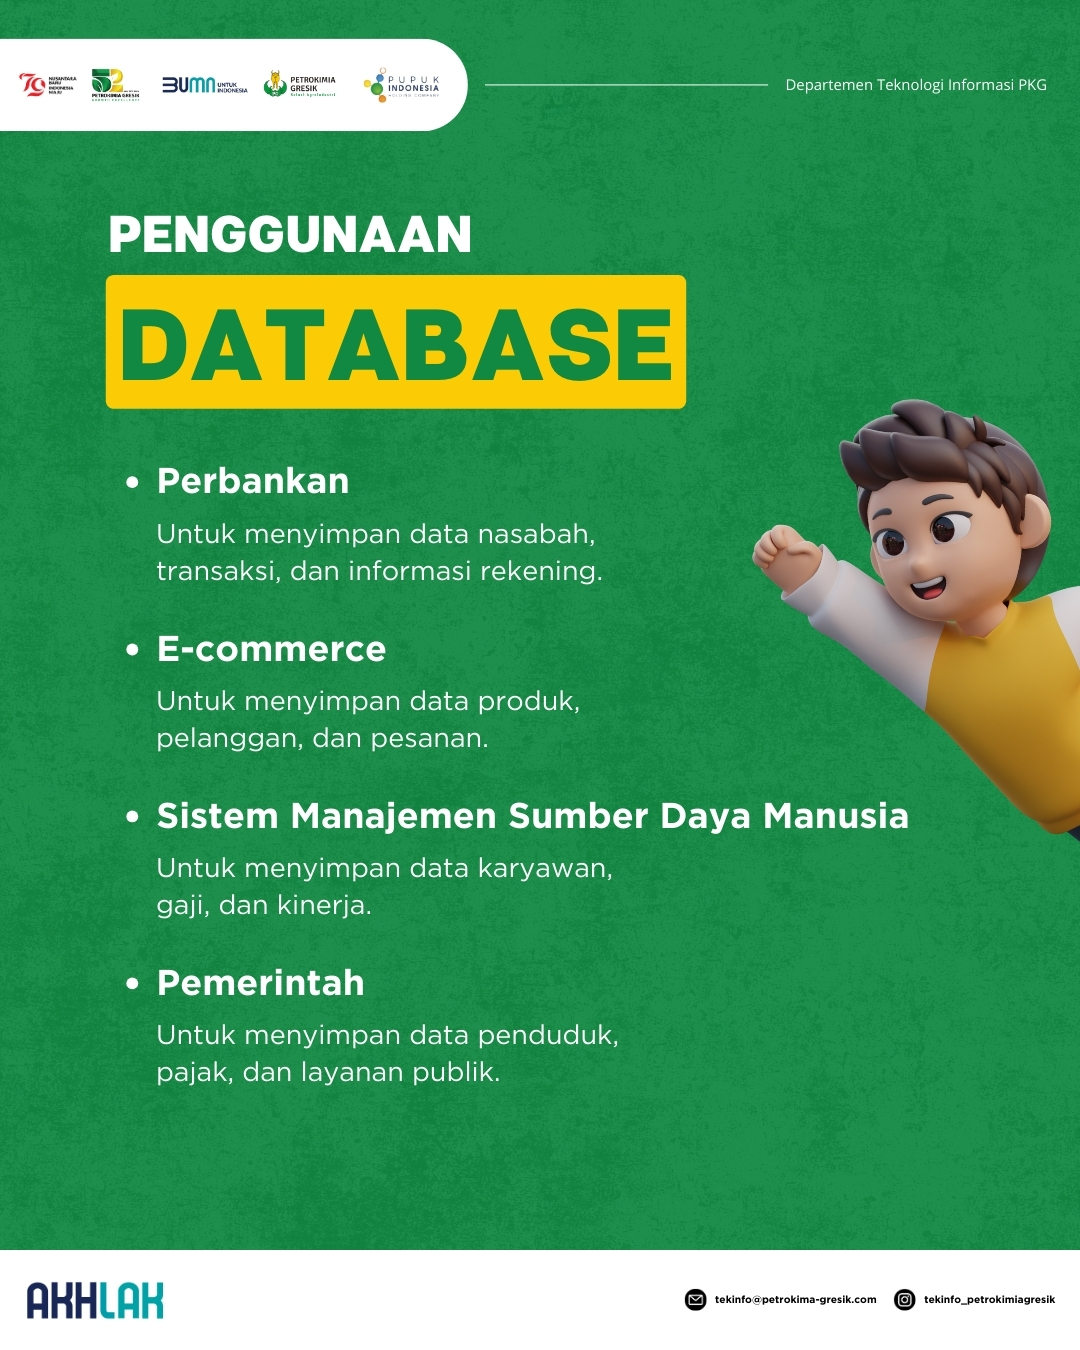 79 NUSANTARA
BARU
INDONESIA
MAJU
52
PETROKIMIA GRESIK
BUMN UNTUK
INDONESIA
PETROKIMIA
GRESIK
PUPUK
INDONESIA
HOLDING COMPANY
Departemen Teknologi Informasi PKG
PENGGUNAAN
DATABASE
• Perbankan
Untuk menyimpan data nasabah,
transaksi, dan informasi rekening.
• E-commerce
Untuk menyimpan data produk,
pelanggan, dan pesanan.
• Sistem Manajemen Sumber Daya Manusia
Untuk menyimpan data karyawan,
gaji, dan kinerja.
• Pemerintah
Untuk menyimpan data penduduk,
pajak, dan layanan publik.
AKHLAK
tekinfo@petrokima-gresik.com
tekinfo_petrokimiagresik